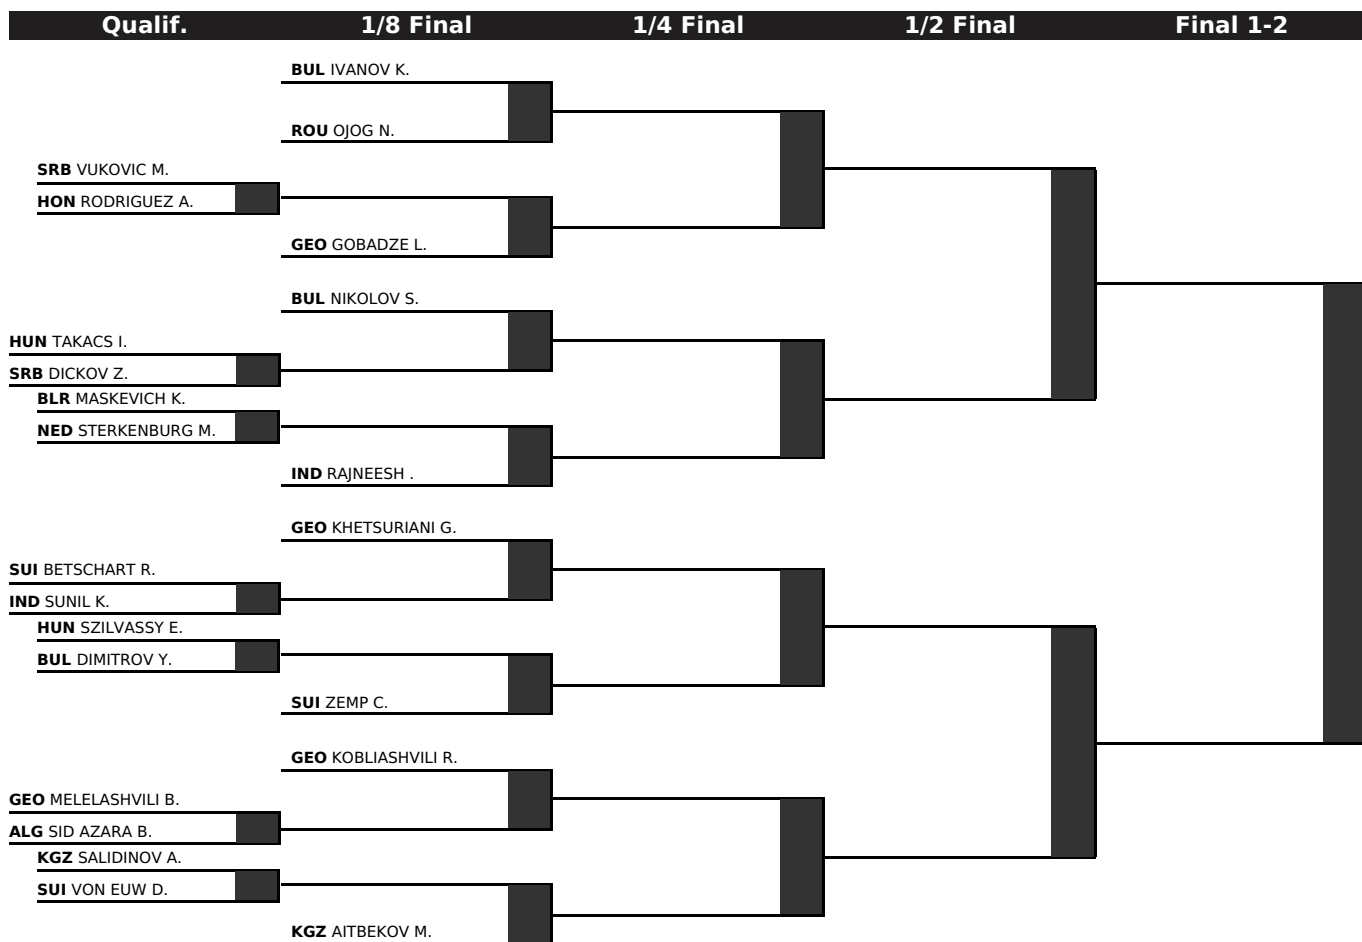 Qualif. 1/8 Final 1/4 Final 1/2 Final Final 1-2
BUL IVANOV K.
ROU OJOG N.
SRB VUKOVIC M.
HON RODRIGUEZ A.
GEO GOBADZE L.
BUL NIKOLOV S.
HUN TAKACS I.
SRB DICKOV Z.
BLR MASKEVICH K.
NED STERKENBURG M.
IND RAJNEESH .
GEO KHETSURIANI G.
SUI BETSCHART R.
IND SUNIL K.
HUN SZILVASSY E.
BUL DIMITROV Y.
SUI ZEMP C.
GEO KOBLIASHVILI R.
GEO MELELASHVILI B.
ALG SID AZARA B.
KGZ SALIDINOV A.
SUI VON EUW D.
KGZ AITBEKOV M.